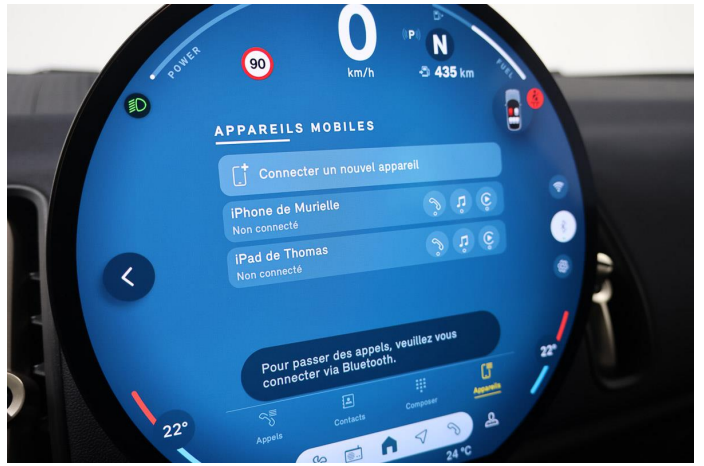 0
km/h
POWER
90
(P)
N
435 km
FUEL
APPAREILS MOBILES
Connecter un nouvel appareil
iPhone de Murielle
Non connecté
iPad de Thomas
Non connecté
Pour passer des appels, veuillez vous
connecter via Bluetooth.
22°
22°
Appels
Contacts
Composer
Appareils
24 °C